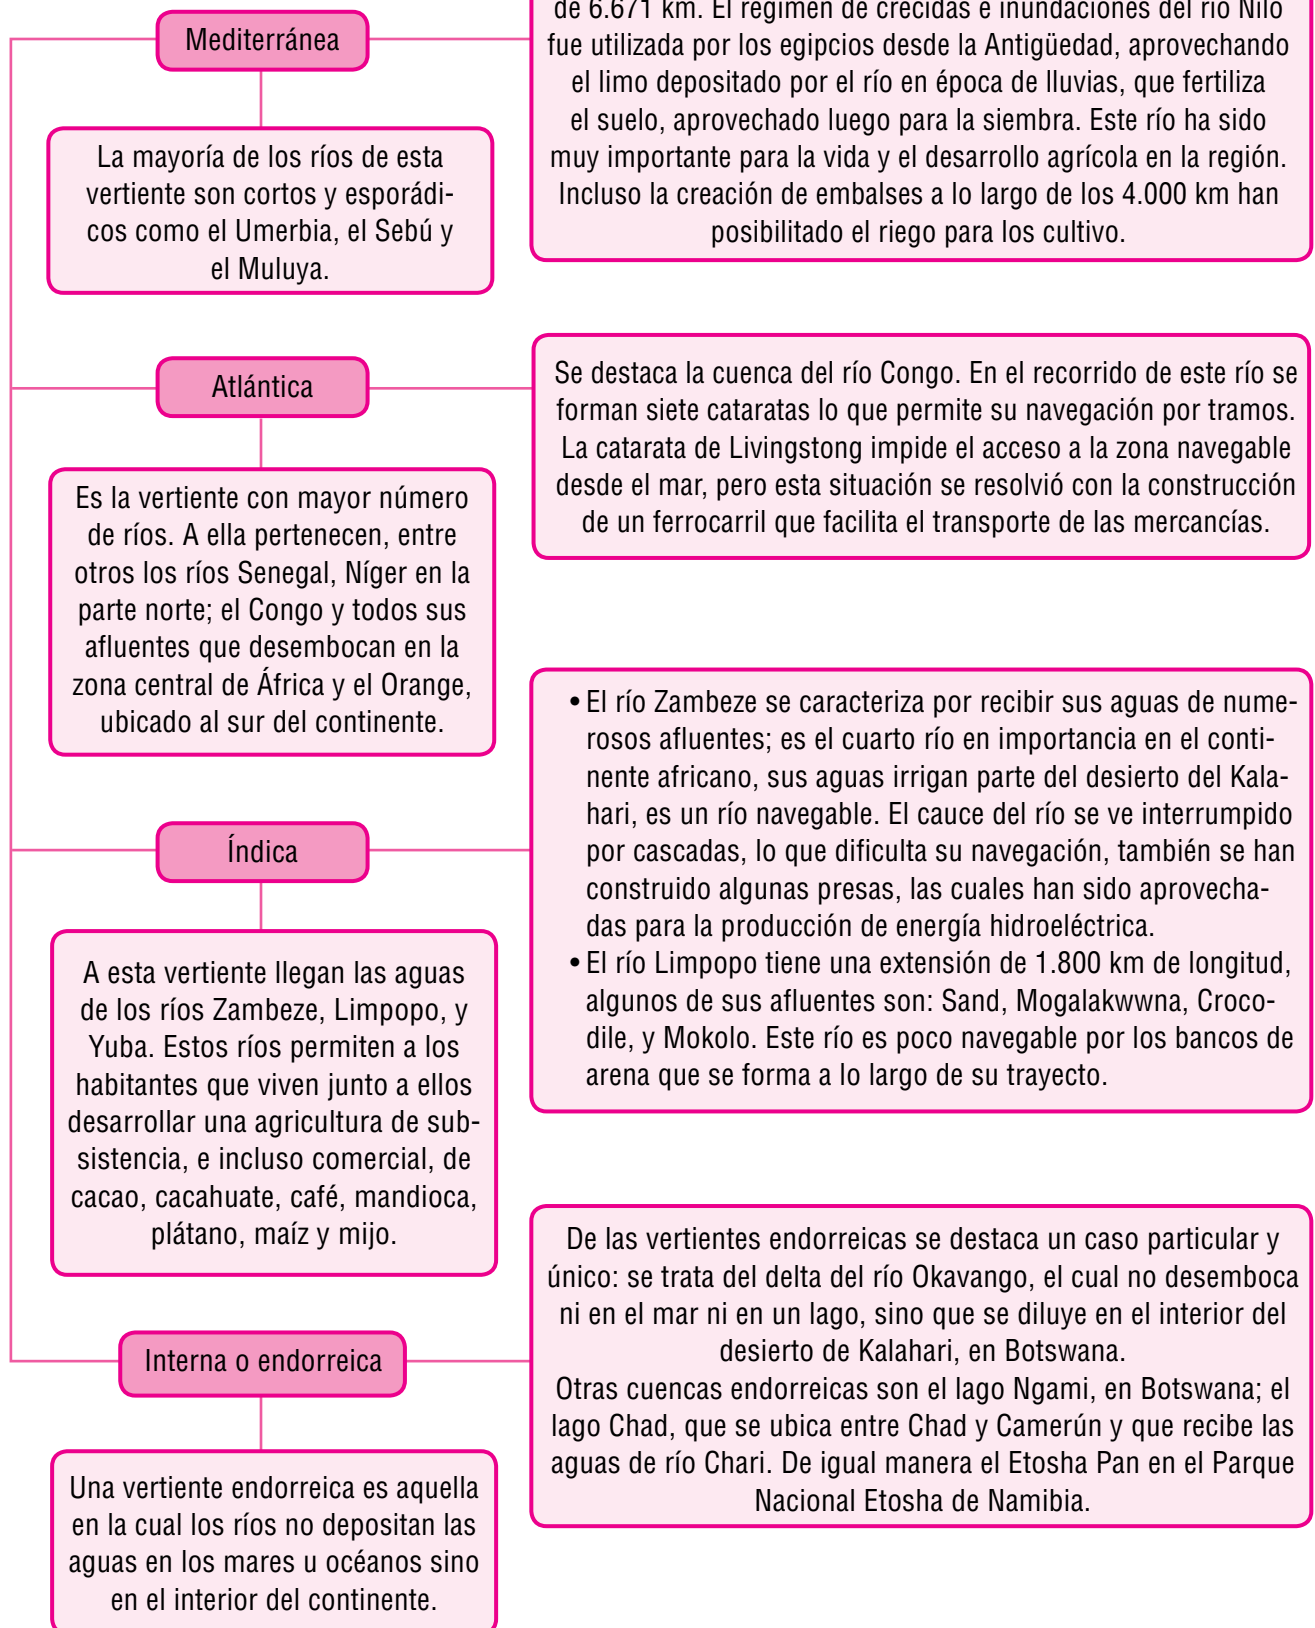 de 6.671 km. El régimen de crecidas e inundaciones del río Nilo
fue utilizada por los egipcios desde la Antigüedad, aprovechando
el limo depositado por el río en época de lluvias, que fertiliza
el suelo, aprovechado luego para la siembra. Este río ha sido
muy importante para la vida y el desarrollo agrícola en la región.
Incluso la creación de embalses a lo largo de los 4.000 km han
posibilitado el riego para los cultivo.
Mediterránea
La mayoría de los ríos de esta
vertiente son cortos y esporádi-
cos como el Umerbia, el Sebú y
el Muluya.
Atlántica
Se destaca la cuenca del río Congo. En el recorrido de este río se
forman siete cataratas lo que permite su navegación por tramos.
La catarata de Livingstong impide el acceso a la zona navegable
desde el mar, pero esta situación se resolvió con la construcción
de un ferrocarril que facilita el transporte de las mercancías.
Es la vertiente con mayor número
de ríos. A ella pertenecen, entre
otros los ríos Senegal, Níger en la
parte norte; el Congo y todos sus
afluentes que desembocan en la
zona central de África y el Orange,
ubicado al sur del continente.
Índica
• El río Zambeze se caracteriza por recibir sus aguas de nume-
rosos afluentes; es el cuarto río en importancia en el conti-
nente africano, sus aguas irrigan parte del desierto del Kala-
hari, es un río navegable. El cauce del río se ve interrumpido
por cascadas, lo que dificulta su navegación, también se han
construido algunas presas, las cuales han sido aprovecha-
das para la producción de energía hidroeléctrica.
• El río Limpopo tiene una extensión de 1.800 km de longitud,
algunos de sus afluentes son: Sand, Mogalakwwna, Croco-
dile, y Mokolo. Este río es poco navegable por los bancos de
arena que se forma a lo largo de su trayecto.
A esta vertiente llegan las aguas
de los ríos Zambeze, Limpopo, y
Yuba. Estos ríos permiten a los
habitantes que viven junto a ellos
desarrollar una agricultura de sub-
sistencia, e incluso comercial, de
cacao, cacahuate, café, mandioca,
plátano, maíz y mijo.
Interna o endorreica
De las vertientes endorreicas se destaca un caso particular y
único: se trata del delta del río Okavango, el cual no desemboca
ni en el mar ni en un lago, sino que se diluye en el interior del
desierto de Kalahari, en Botswana.
Otras cuencas endorreicas son el lago Ngami, en Botswana; el
lago Chad, que se ubica entre Chad y Camerún y que recibe las
aguas de río Chari. De igual manera el Etosha Pan en el Parque
Nacional Etosha de Namibia.
Una vertiente endorreica es aquella
en la cual los ríos no depositan las
aguas en los mares u océanos sino
en el interior del continente.